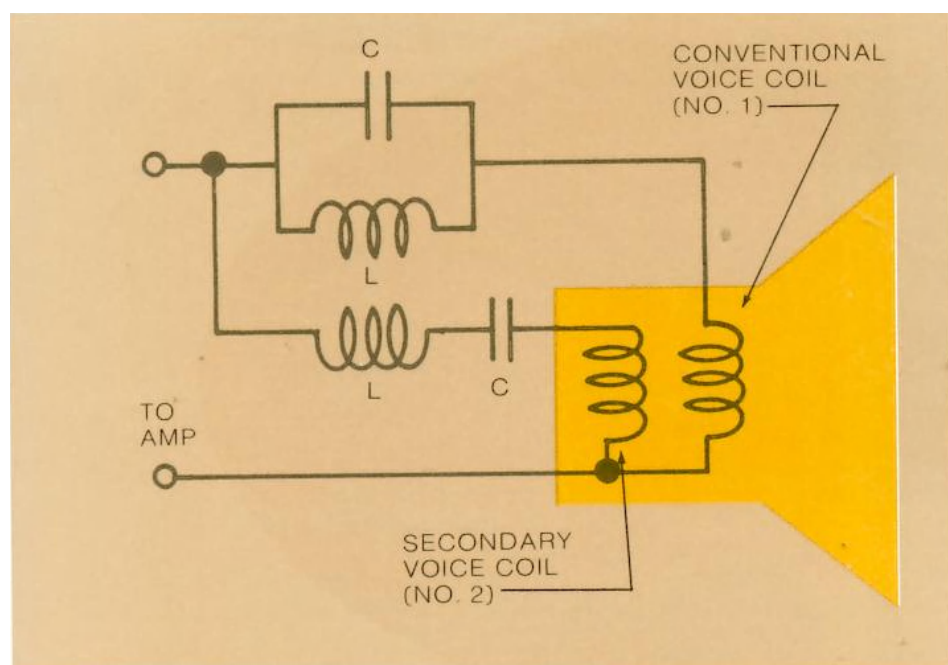 C
CONVENTIONAL
VOICE COIL
(NO. 1)
L
L
C
TO
AMP
SECONDARY
VOICE COIL
(NO. 2)